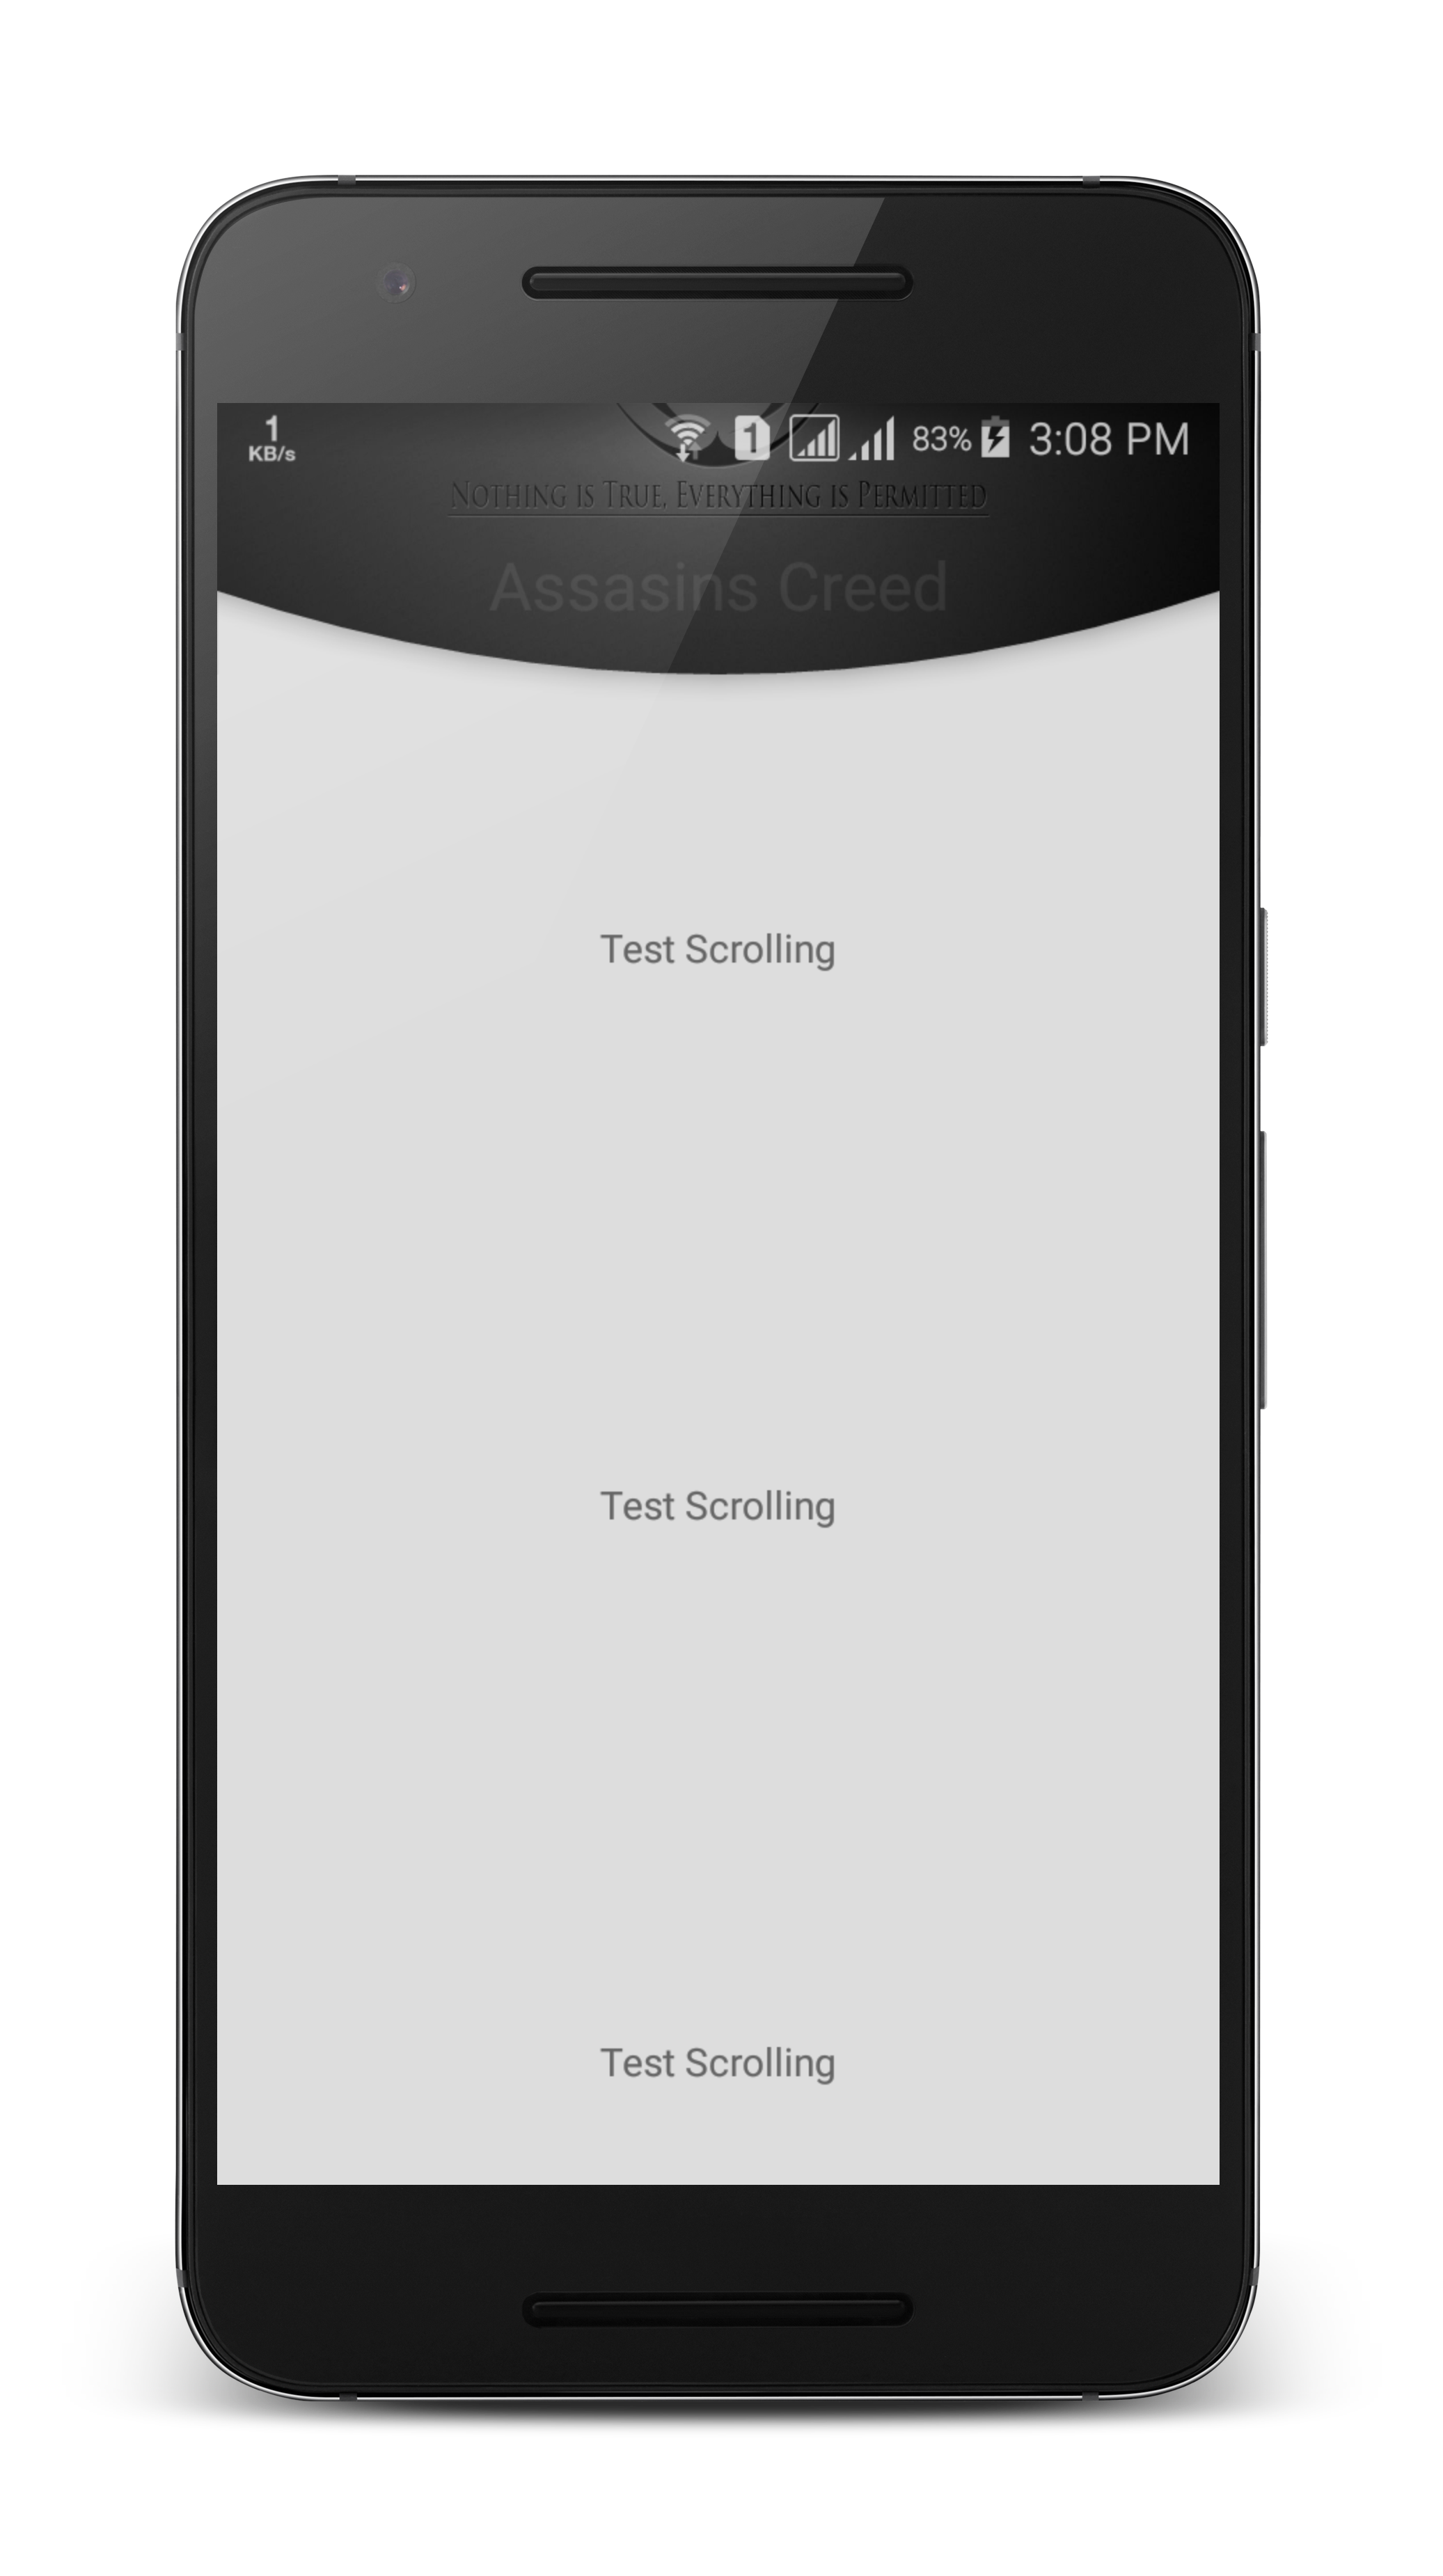 1
KB/s
1
83%
3:08 PM
NOTHING IS TRUE, EVERYTHING IS PERMITTED
Assasins Creed
Test Scrolling
Test Scrolling
Test Scrolling